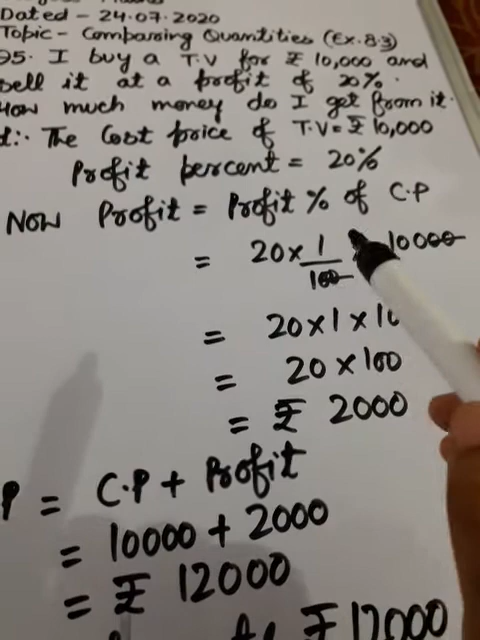 Dated - 24.07.2020
Topic - Comparing Quantities (Ex. 8.3)
5. I buy a T.V for ₹ 10,000 and
sell it at a profit of 20%.
How much money do I get from it.
The Cost price of T.V = ₹ 10,000
Profit percent = 20%
NOW Profit = Profit % of C.P
= 20 × 1/100 10000
= 20 × 1 × 10
= 20 × 100
= ₹ 2000
P = C.P + Profit
= 10000 + 2000
= ₹ 12000
₹ 12000